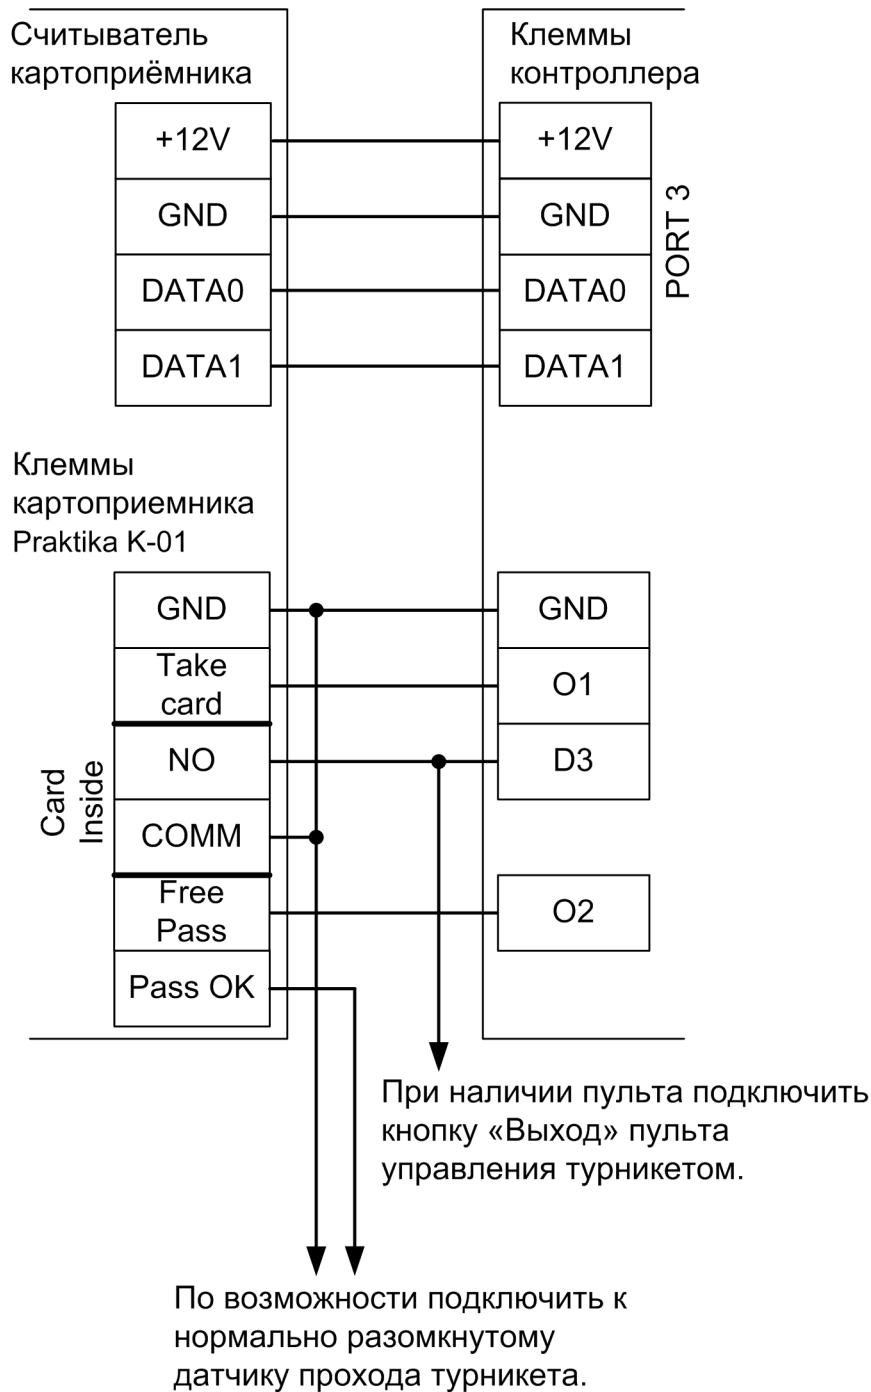 Считыватель
картоприёмника
Клеммы
контроллера
+12V
+12V
GND
GND
DATA0
DATA0
DATA1
DATA1
PORT 3
Клеммы
картоприемника
Praktika K-01
GND
GND
Take
card
O1
NO
D3
Card
Inside
COMM
Free
Pass
O2
Pass OK
При наличии пульта подключить
кнопку «Выход» пульта
управления турникетом.
По возможности подключить к
нормально разомкнутому
датчику прохода турникета.